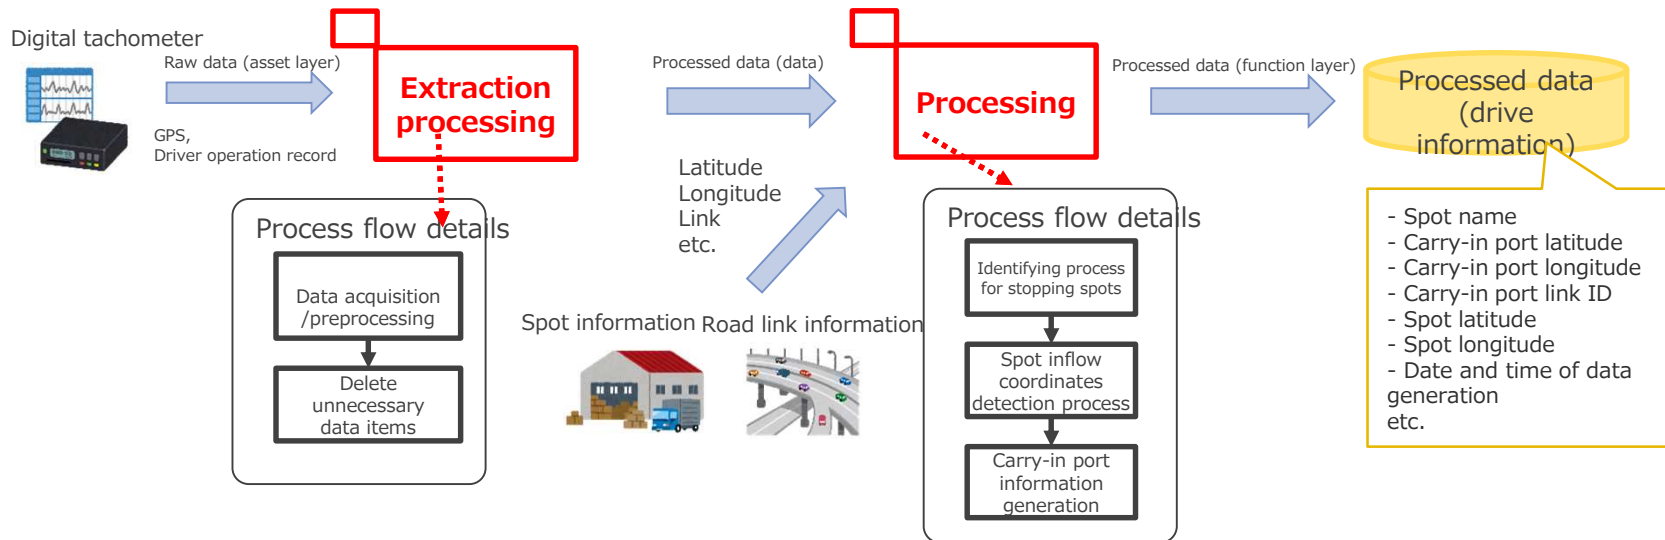 Digital tachometer
Raw data (asset layer)
GPS,
Driver operation record
Extraction
processing
Process flow details
Data acquisition
/preprocessing
Delete
unnecessary
data items
Processed data (data)
Latitude
Longitude
Link
etc.
Spot information
Road link information
Processing
Process flow details
Identifying process
for stopping spots
Spot inflow
coordinates
detection process
Carry-in port
information
generation
Processed data (function layer)
Processed data
(drive
information)
- Spot name
- Carry-in port latitude
- Carry-in port longitude
- Carry-in port link ID
- Spot latitude
- Spot longitude
- Date and time of data
generation
etc.